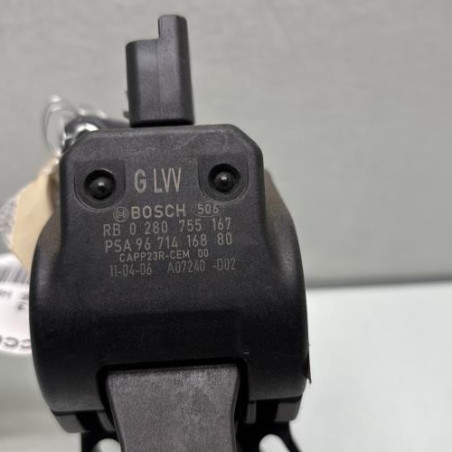 GLW
BOSCH 506
RB 0 280 755 167
PSA 96 714 168 80
CAPP23R-CEM 00
11-04-06 A07240 -D02